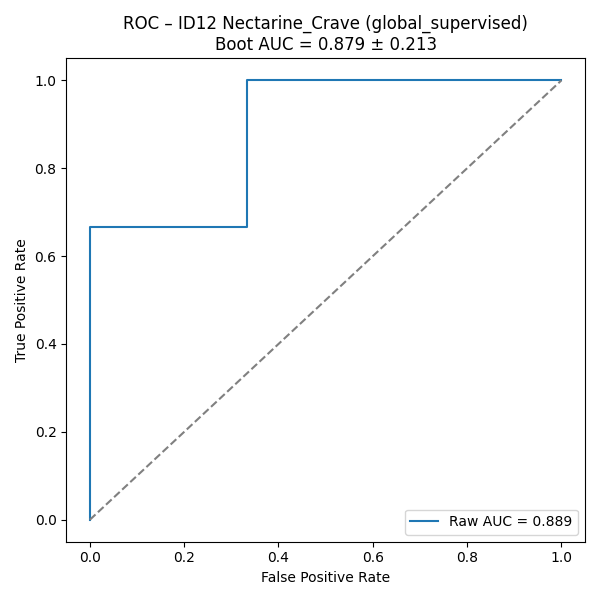 ROC – ID12 Nectarine_Crave (global_supervised)
Boot AUC = 0.879 ± 0.213
1.0
0.8
0.6
0.4
0.2
0.0
True Positive Rate
Raw AUC = 0.889
0.0 0.2 0.4 0.6 0.8 1.0
False Positive Rate